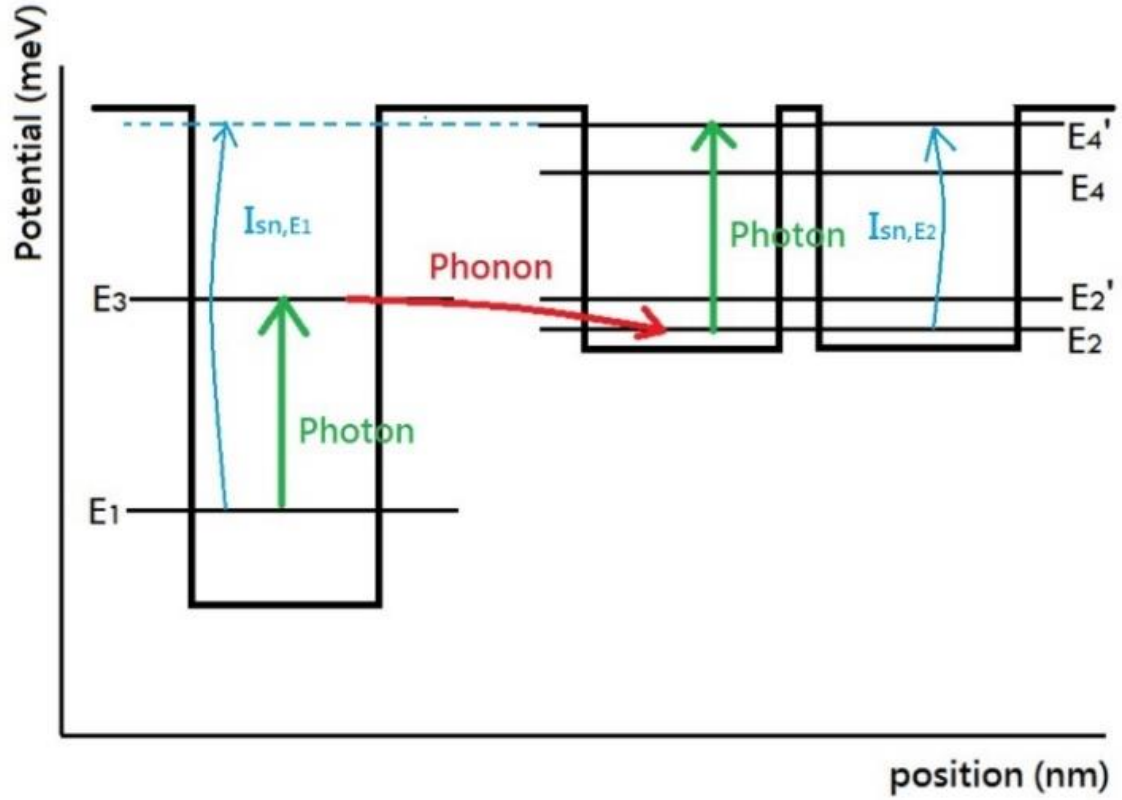 Potential (meV)
E4'
E4
Isn,E1
Photon
Isn,E2
Phonon
E3
E2'
E2
Photon
E1
position (nm)